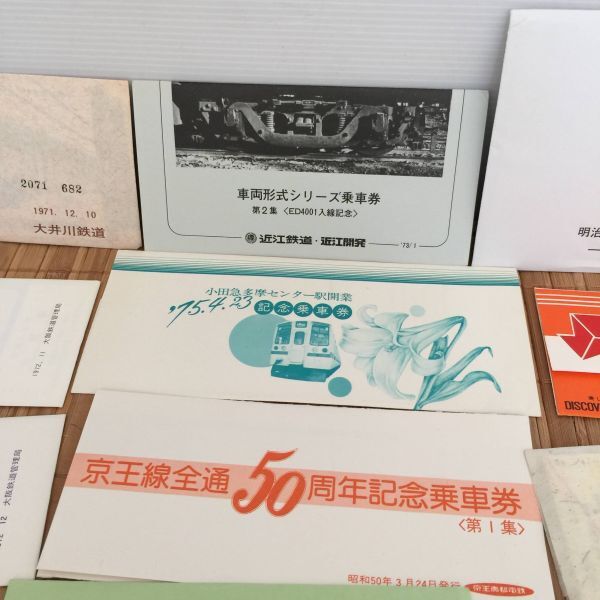 2071 682
1971. 12. 10
大井川鉄道
車両形式シリーズ乗車券
第2集〈ED4001入線記念〉
近江鉄道・近江開発
'73/1
明治
小田急多摩センター駅開業
'75.4.23
記念乗車券
1972.11 大阪鉄道管理局
DISCOV
京王線全通50周年記念乗車券
〈第1集〉
昭和50年3月24日発行
京王帝都電鉄
12 大阪鉄道管理局